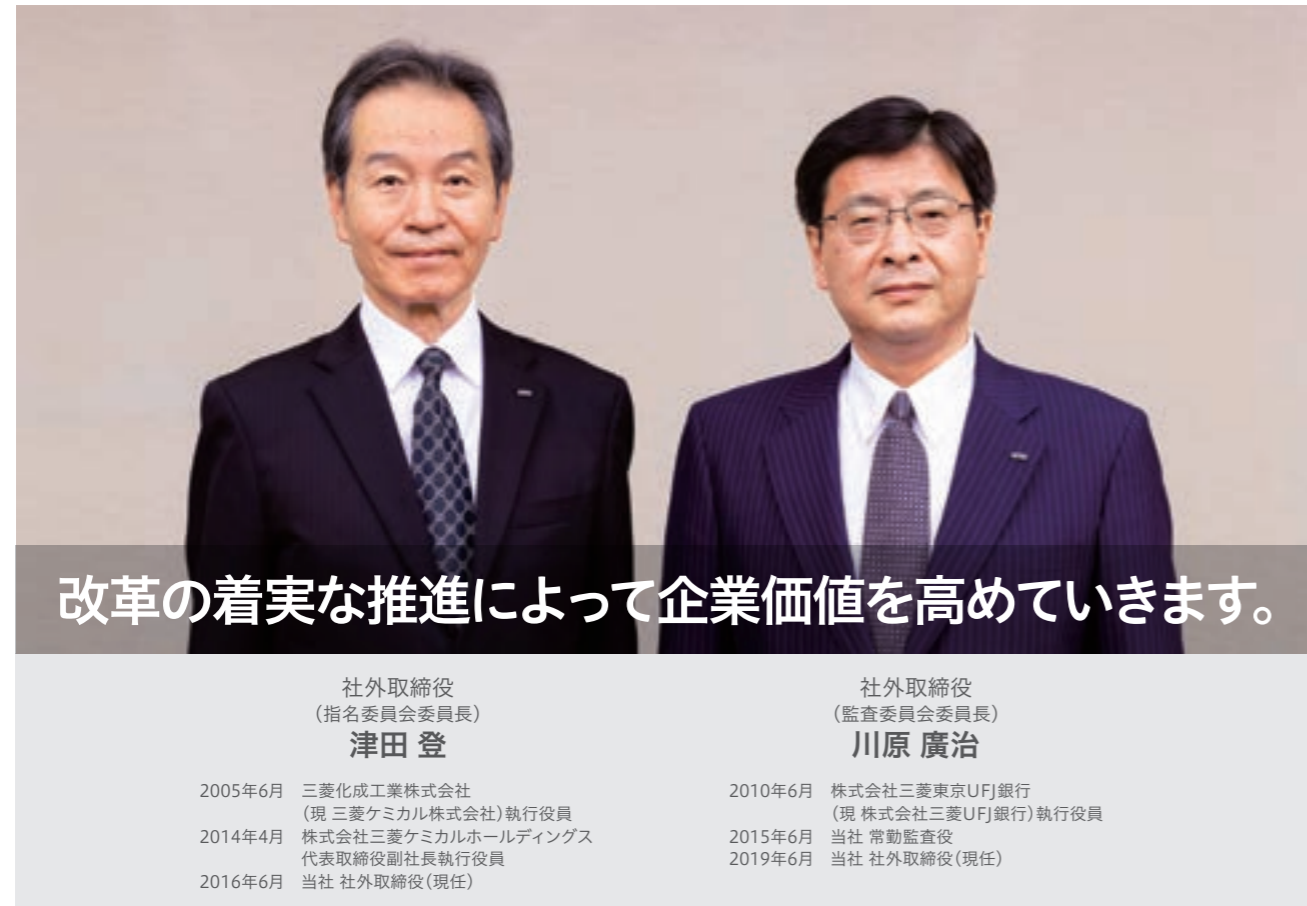 改革の着実な推進によって企業価値を高めていきます。
社外取締役
（指名委員会委員長）
津田 登
2005年6月 三菱化成工業株式会社
（現 三菱ケミカル株式会社）執行役員
2014年4月 株式会社三菱ケミカルホールディングス
代表取締役副社長執行役員
2016年6月 当社 社外取締役（現任）
社外取締役
（監査委員会委員長）
川原 廣治
2010年6月 株式会社三菱東京UFJ銀行
（現 株式会社三菱UFJ銀行）執行役員
2015年6月 当社 常勤監査役
2019年6月 当社 社外取締役（現任）